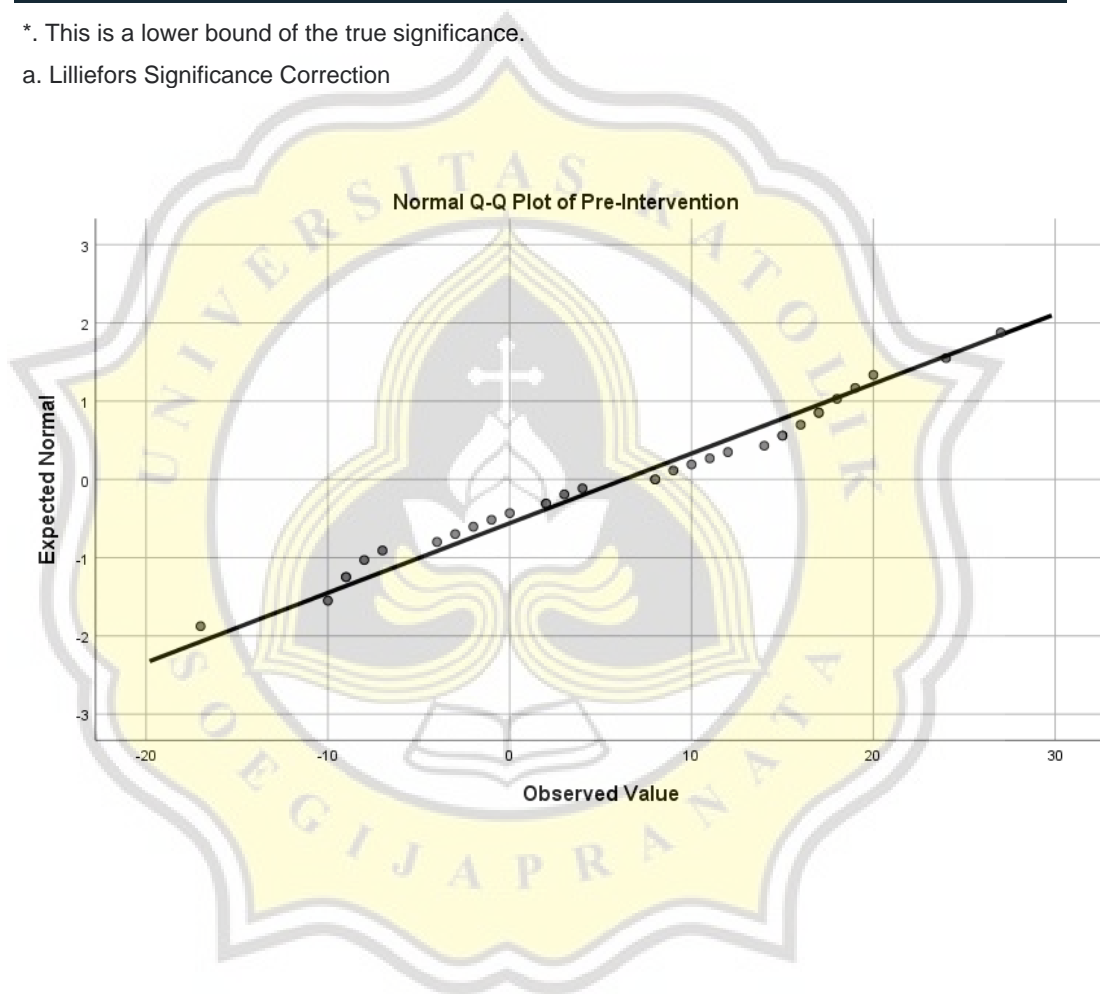 *. This is a lower bound of the true significance.
a. Lilliefors Significance Correction
UNIVERSITAS KATOLIK
Normal Q-Q Plot of Pre-Intervention
Expected Normal
3
2
1
0
-1
-2
-3
-20
-10
0
10
20
30
Observed Value
SOEGIJAPRANATA